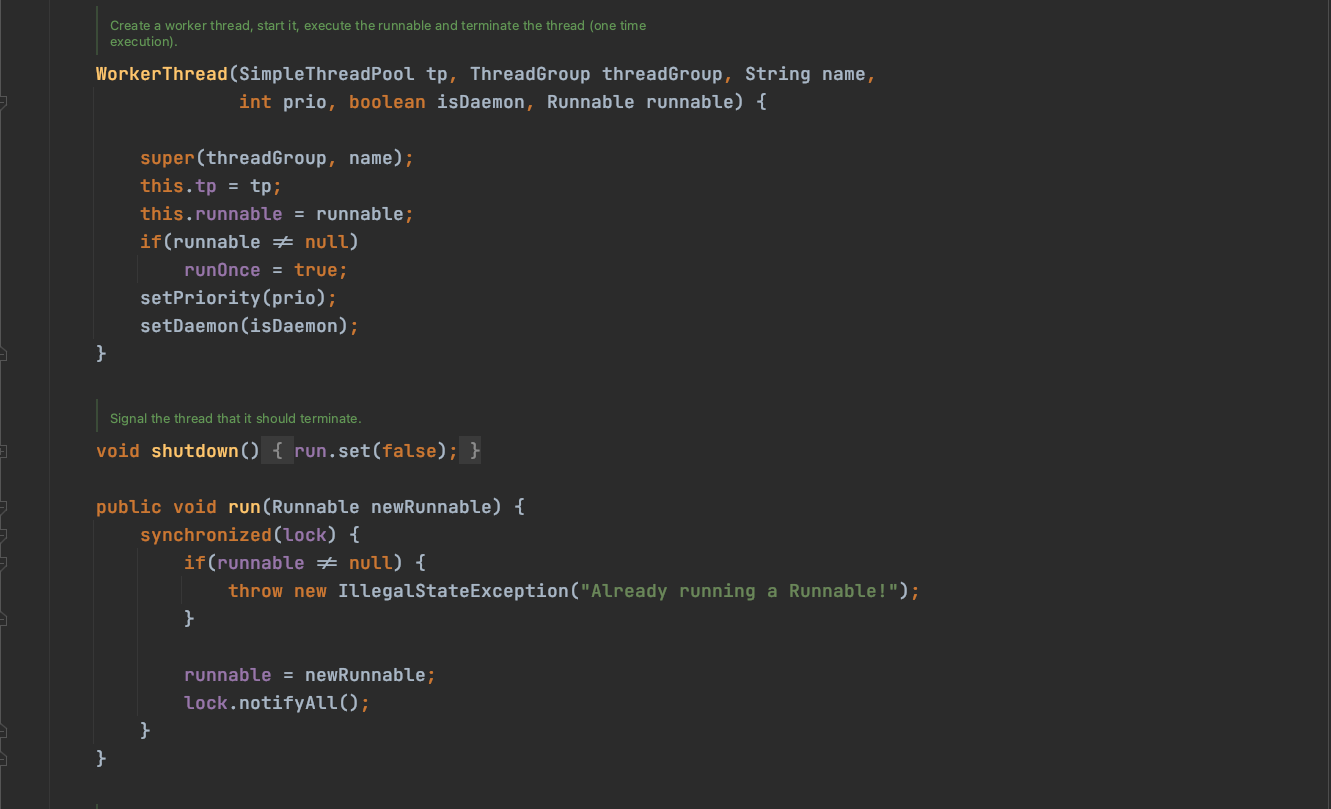 Create a worker thread, start it, execute the runnable and terminate the thread (one time
execution).
WorkerThread(SimpleThreadPool tp, ThreadGroup threadGroup, String name,
int prio, boolean isDaemon, Runnable runnable) {
super(threadGroup, name);
this.tp = tp;
this.runnable = runnable;
if(runnable ≠ null)
runOnce = true;
setPriority(prio);
setDaemon(isDaemon);
}
Signal the thread that it should terminate.
void shutdown() { run.set(false); }
public void run(Runnable newRunnable) {
synchronized(lock) {
if(runnable ≠ null) {
throw new IllegalStateException("Already running a Runnable!");
}
runnable = newRunnable;
lock.notifyAll();
}
}